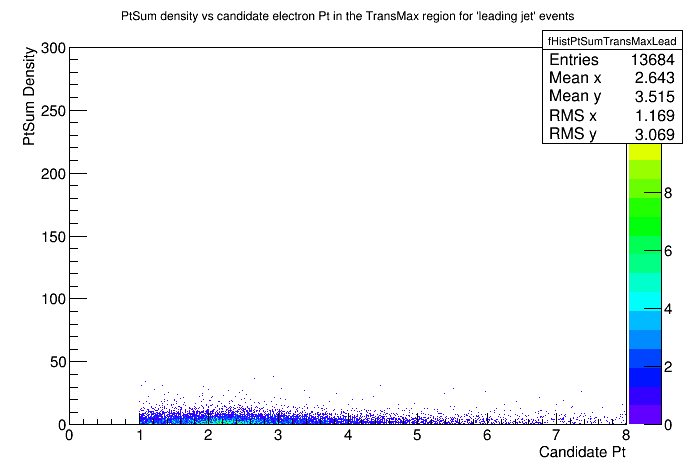 PtSum density vs candidate electron Pt in the TransMax region for 'leading jet' events
fHistPtSumTransMaxLead
Entries 13684
Mean x 2.643
Mean y 3.515
RMS x 1.169
RMS y 3.069
PtSum Density
300
250
200
150
100
50
0
8
6
4
2
0
0 1 2 3 4 5 6 7 8
Candidate Pt